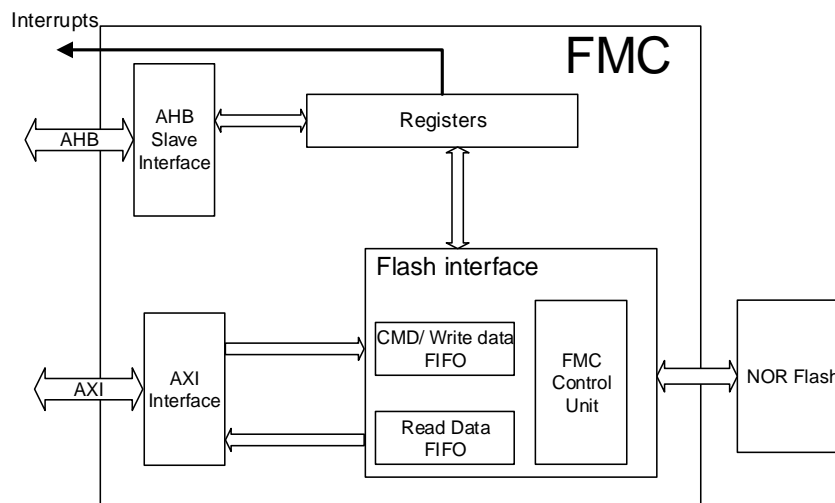 Interrupts
FMC
AHB
AHB
Slave
Interface
Registers
Flash interface
CMD/ Write data
FIFO
FMC
Control
Unit
Read Data
FIFO
AXI
AXI
Interface
NOR Flash